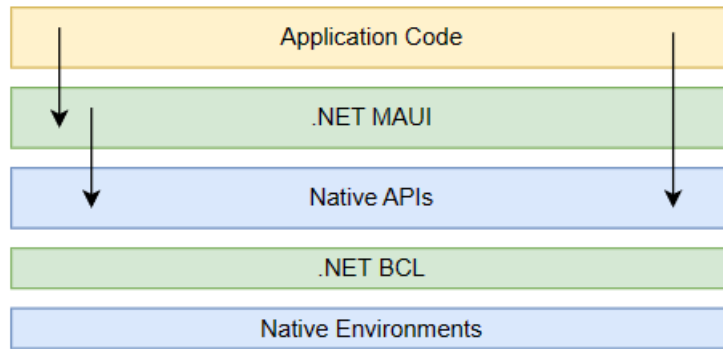 Application Code
.NET MAUI
Native APIs
.NET BCL
Native Environments